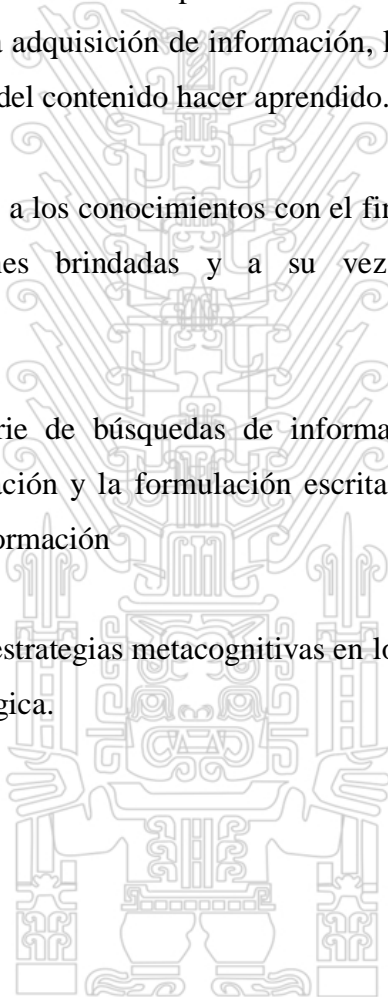 adquisición de información, l
del contenido hacer aprendido.
a los conocimientos con el fin
nes brindadas y a su vez
rie de búsquedas de informa
ación y la formulación escrita
ormación
estrategias metacognitivas en lo
gica.